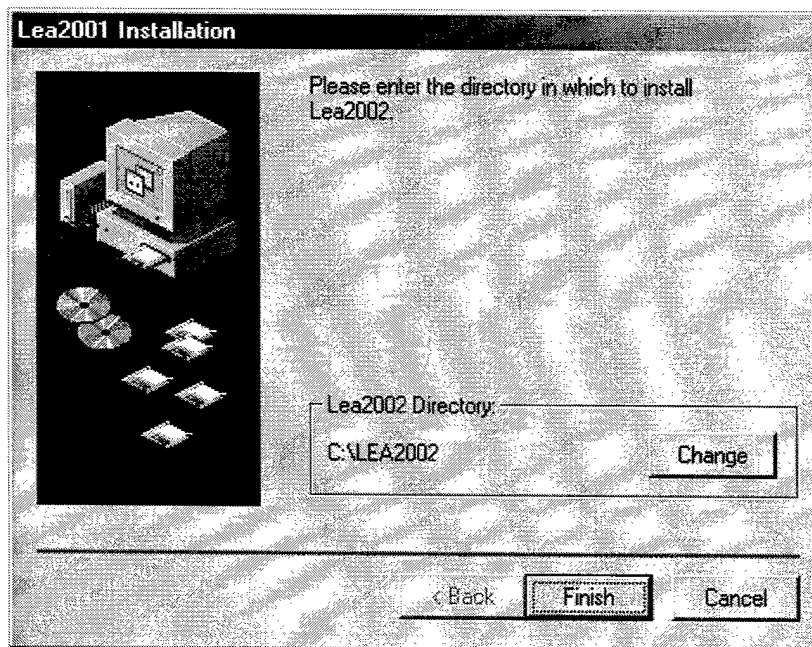 Lea2001 Installation
Please enter the directory in which to install
Lea2002.
Lea2002 Directory:
C:\LEA2002
Change
< Back
Finish
Cancel